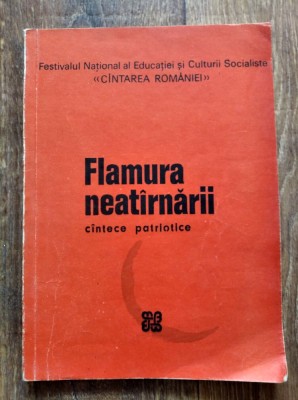 Festivalul Național al Educației și Culturii Socialiste
«CÎNTAREA ROMÂNIEI»
Flamura
neatîrnării
cîntece patriotice